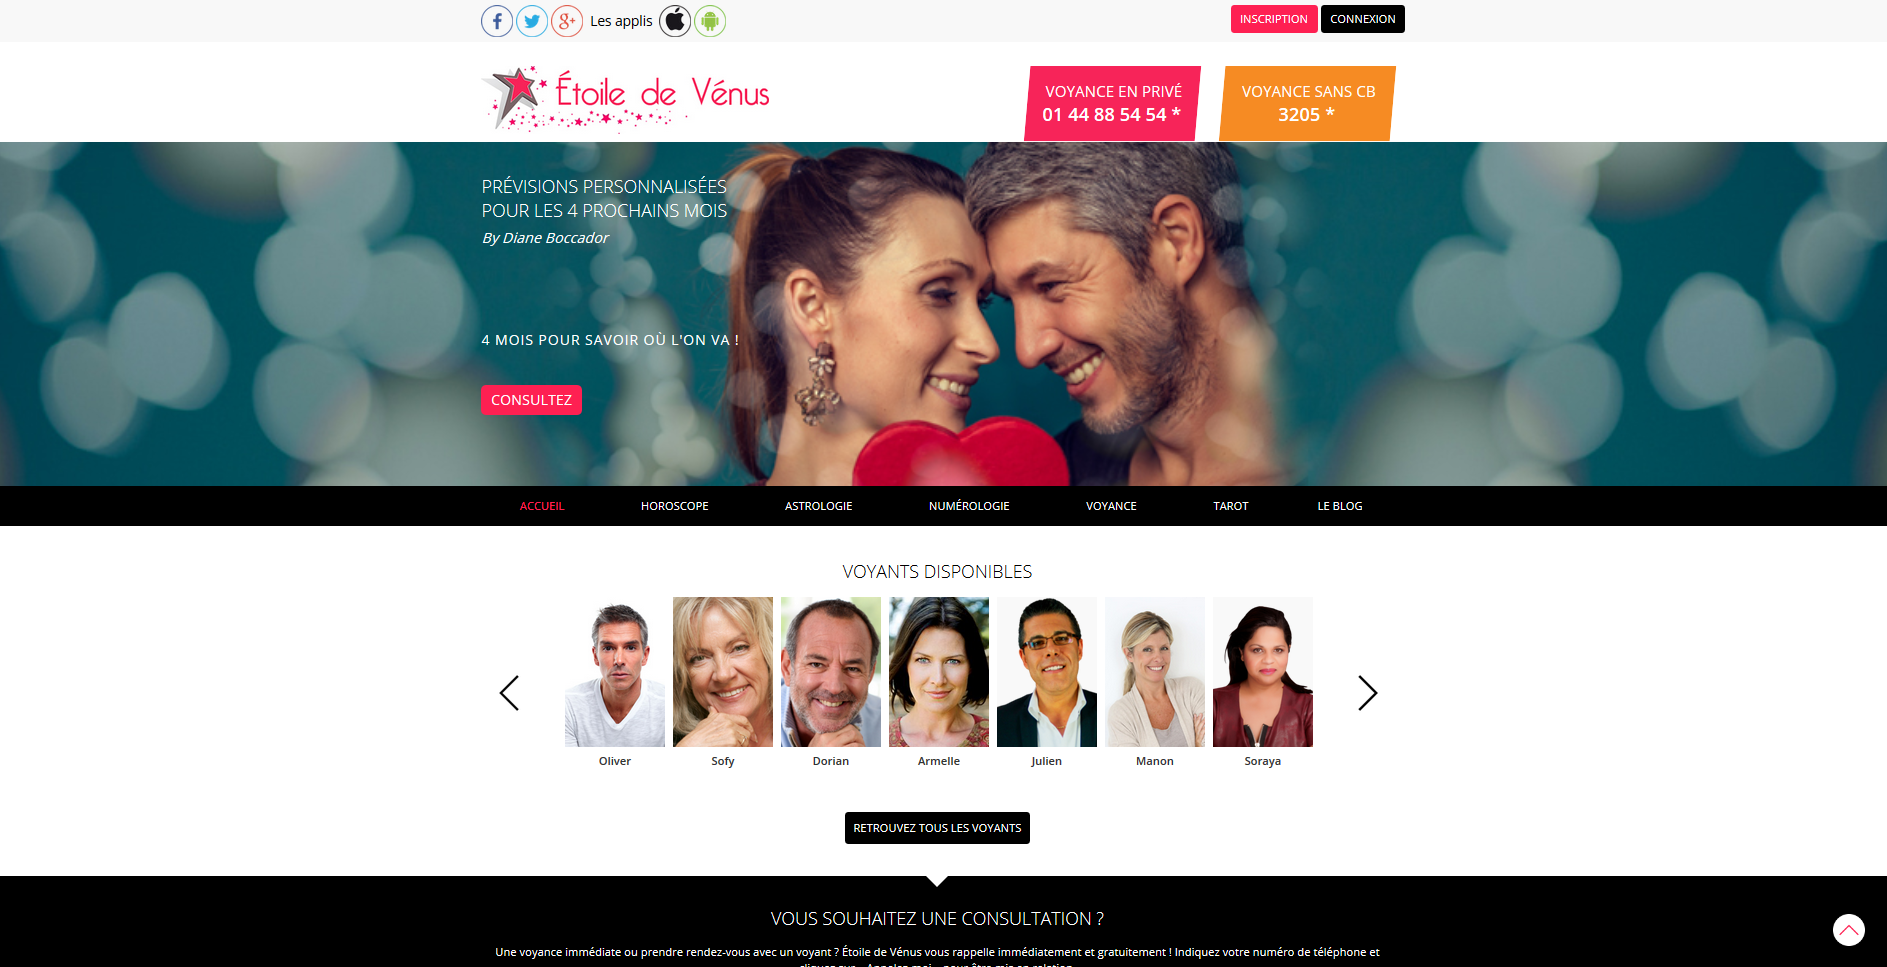 Les applis
INSCRIPTION
CONNEXION
Étoile de Vénus
VOYANCE EN PRIVÉ
01 44 88 54 54 *
VOYANCE SANS CB
3205 *
PRÉVISIONS PERSONNALISÉES
POUR LES 4 PROCHAINS MOIS
By Diane Boccador
4 MOIS POUR SAVOIR OÙ L'ON VA !
CONSULTEZ
ACCUEIL
HOROSCOPE
ASTROLOGIE
NUMÉROLOGIE
VOYANCE
TAROT
LE BLOG
VOYANTS DISPONIBLES
Oliver
Sofy
Dorian
Armelle
Julien
Manon
Soraya
RETROUVEZ TOUS LES VOYANTS
VOUS SOUHAITEZ UNE CONSULTATION ?
Une voyance immédiate ou prendre rendez-vous avec un voyant ? Étoile de Vénus vous rappelle immédiatement et gratuitement ! Indiquez votre numéro de téléphone et